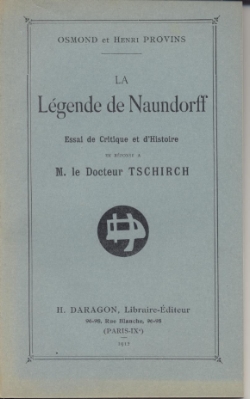 OSMOND et HENRI PROVINS
LA
Légende de Naundorff
Essai de Critique et d'Histoire
EN RÉPONSE A
M. le Docteur TSCHIRCH
H. DARAGON, Libraire-Éditeur
96-98, Rue Blanche, 96-98
(PARIS-IXe)